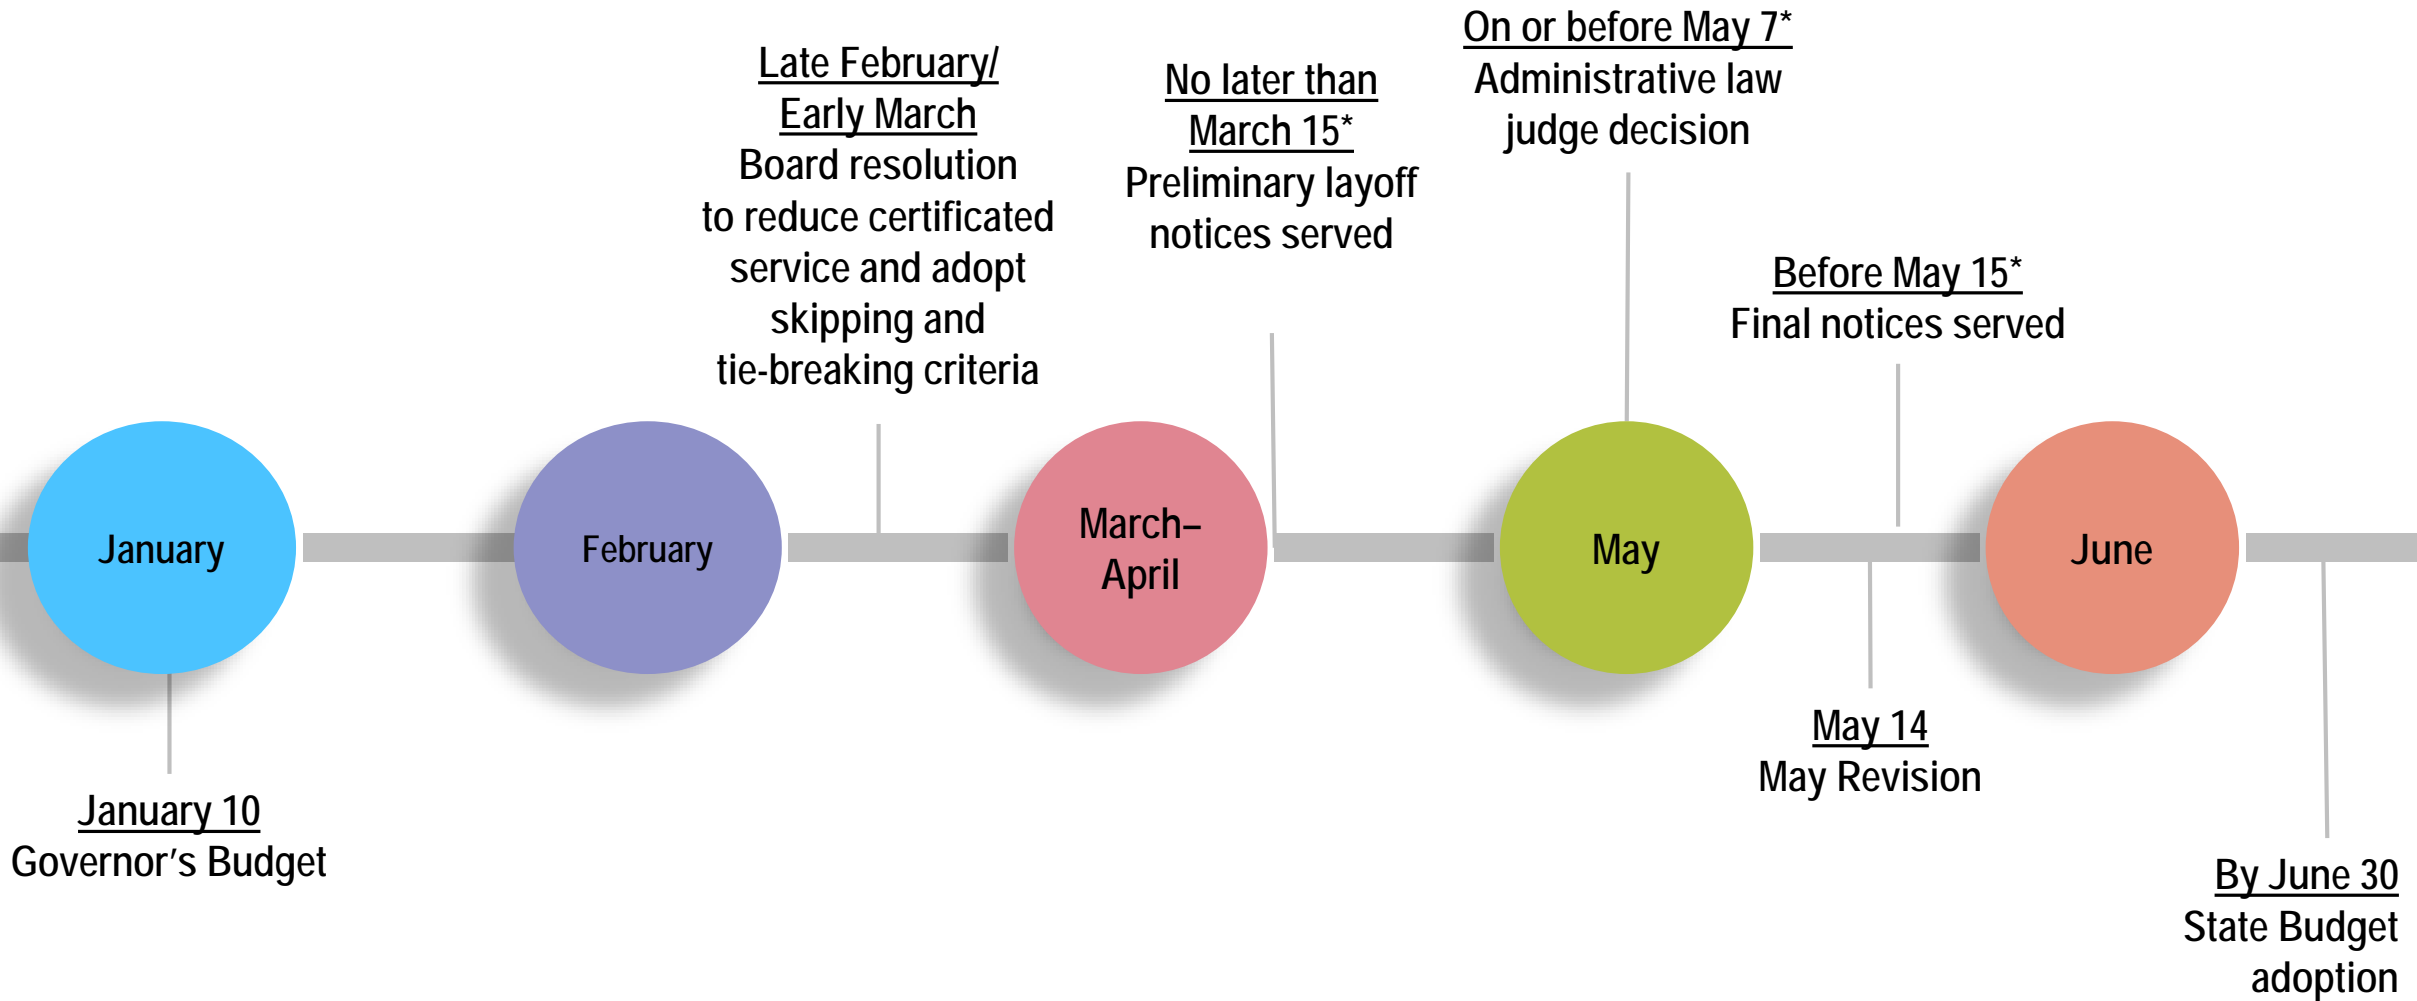 Late February/
Early March
Board resolution
to reduce certificated
service and adopt
skipping and
tie-breaking criteria
No later than
March 15*
Preliminary layoff
notices served
On or before May 7*
Administrative law
judge decision
Before May 15*
Final notices served
January
February
March–
April
May
June
January 10
Governor’s Budget
May 14
May Revision
By June 30
State Budget
adoption